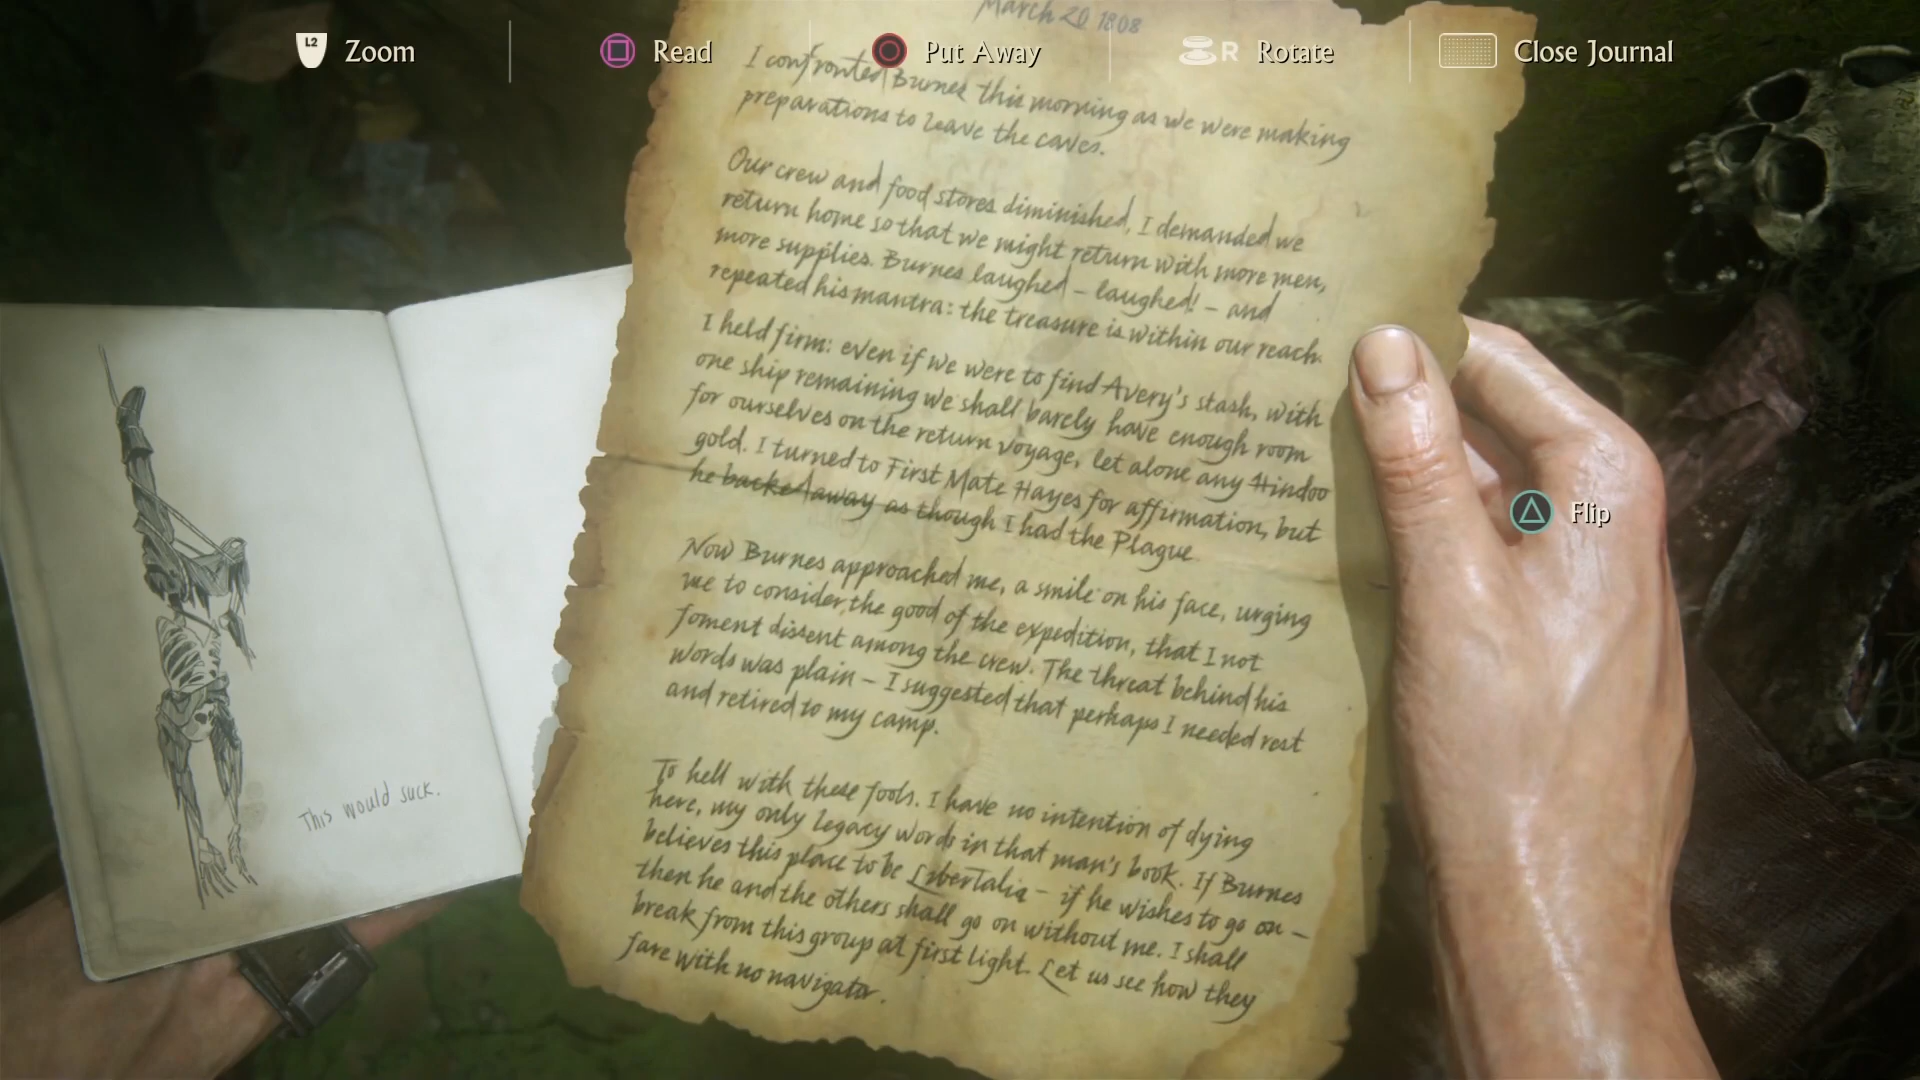 L2 Zoom
Read
Put Away
R Rotate
Close Journal
March 20 1808
I confronted Burnes this morning as we were making
preparations to leave the caves.
Our crew and food stores diminished, I demanded we
return home so that we might return with more men,
more supplies. Burnes laughed – laughed! – and
repeated his mantra: the treasure is within our reach.
I held firm: even if we were to find Avery's stash, with
one ship remaining we shall barely have enough room
for ourselves on the return voyage, let alone any Hindoo
gold. I turned to First Mate Hayes for affirmation, but
he backed away as though I had the Plague.
Now Burnes approached me, a smile on his face, urging
me to consider the good of the expedition, that I not
foment dissent among the crew. The threat behind his
words was plain – I suggested that perhaps I needed rest
and retired to my camp.
To hell with these fools. I have no intention of dying
here, my only legacy words in that man's book. If Burnes
believes this place to be Libertalia – if he wishes to go on –
then he and the others shall go on without me. I shall
break from this group at first light. Let us see how they
fare with no navigator.
Flip
This would suck.